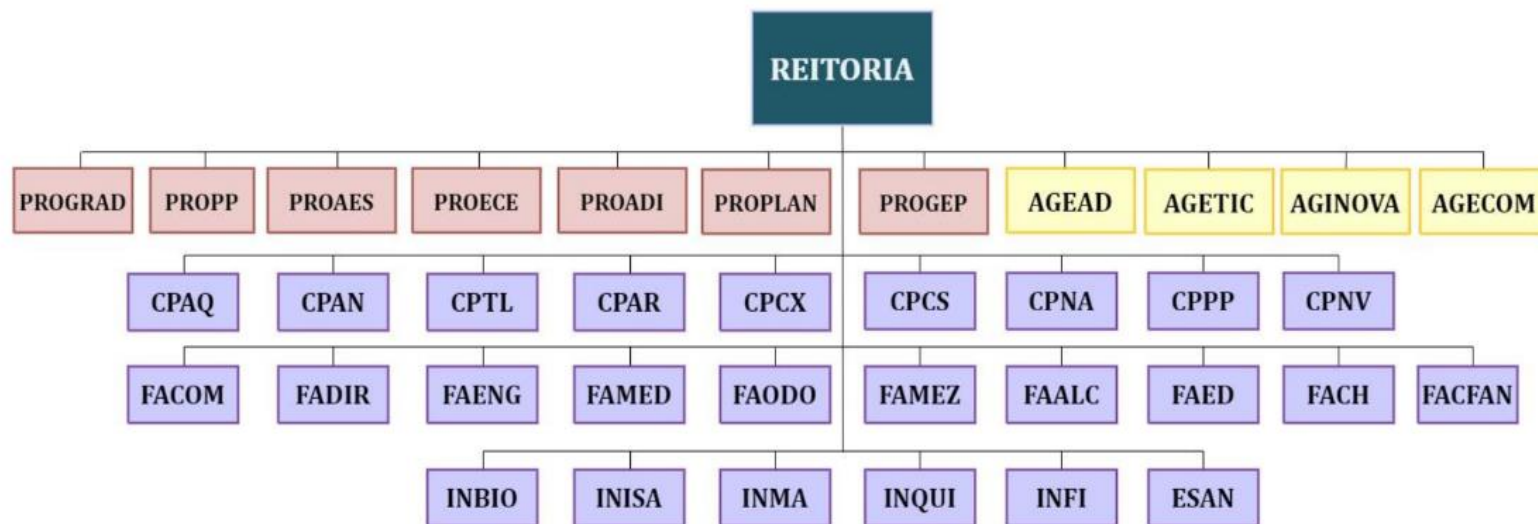 REITORIA
PROGRAD PROPP PROAES PROECE PROADI PROPLAN PROGEP AGEAD AGETIC AGINOVA AGECOM
CPAQ CPAN CPTL CPAR CPCX CPCS CPNA CPPP CPNV
FACOM FADIR FAENG FAMED FAODO FAMEZ FAALC FAED FACH FACFAN
INBIO INISA INMA INQUI INFI ESAN